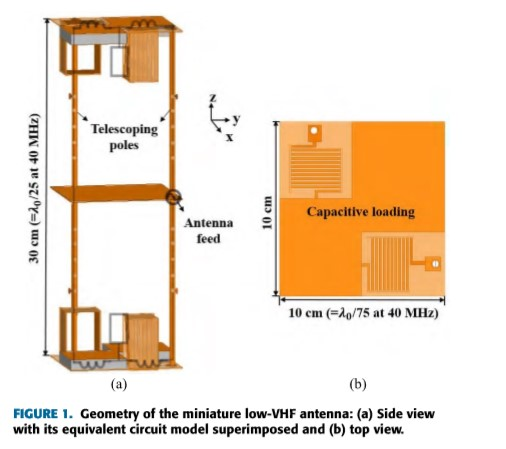 30 cm (=λ0/25 at 40 MHz)
Telescoping
poles
z
y
x
Antenna
feed
(a)
10 cm
Capacitive loading
10 cm (=λ0/75 at 40 MHz)
(b)
FIGURE 1. Geometry of the miniature low-VHF antenna: (a) Side view
with its equivalent circuit model superimposed and (b) top view.